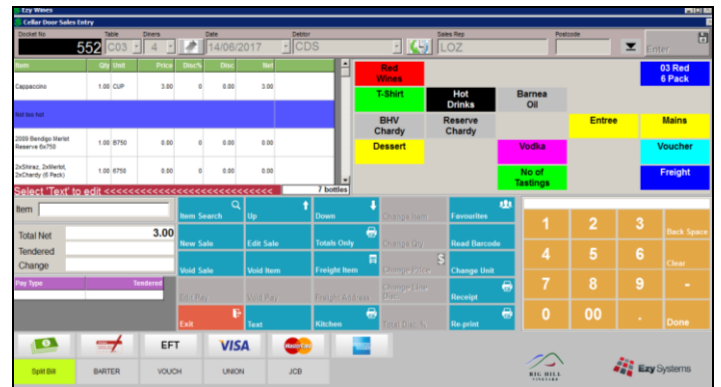 Ezy Wines
Cellar Door Sales Entry
Docket No Table Diners Date Debtor Sales Rep Postcode
552 C03 4 14/06/2017 CDS LOZ Enter
Item Qty Unit Price Disc% Disc Net
Cappaccino 1.00 CUP 3.00 0 0.00 3.00
Not too hot
2009 Bendigo Merlot
Reserve 6x750 1.00 B750 0.00 0 0.00 0.00
2xShiraz, 2xMerlot,
2xChardy (6 Pack) 1.00 6750 0.00 0 0.00 0.00
Select 'Text' to edit <<<<<<<<<<<<<<<<<<<<<<<<<<< 7 bottles
Red Wines
03 Red 6 Pack
T-Shirt
Hot Drinks
Barnea Oil
BHV Chardy
Reserve Chardy
Entree
Mains
Dessert
Vodka
Voucher
No of Tastings
Freight
Item
Total Net 3.00
Tendered
Change
Pay Type Tendered
Item Search Up Down Change Item Favourites
New Sale Edit Sale Totals Only Change Qty Read Barcode
Void Sale Void Item Freight Item Change Price Change Unit
Edit Pay Void Pay Freight Address Change Line Disc. Receipt
Exit Text Kitchen Total Disc % Re-print
1 2 3 Back Space
4 5 6 Clear
7 8 9 -
0 00 . Done
EFT VISA MasterCard
Split Bill BARTER VOUCH UNION JCB
BIG HILL
VINEYARD
Ezy Systems